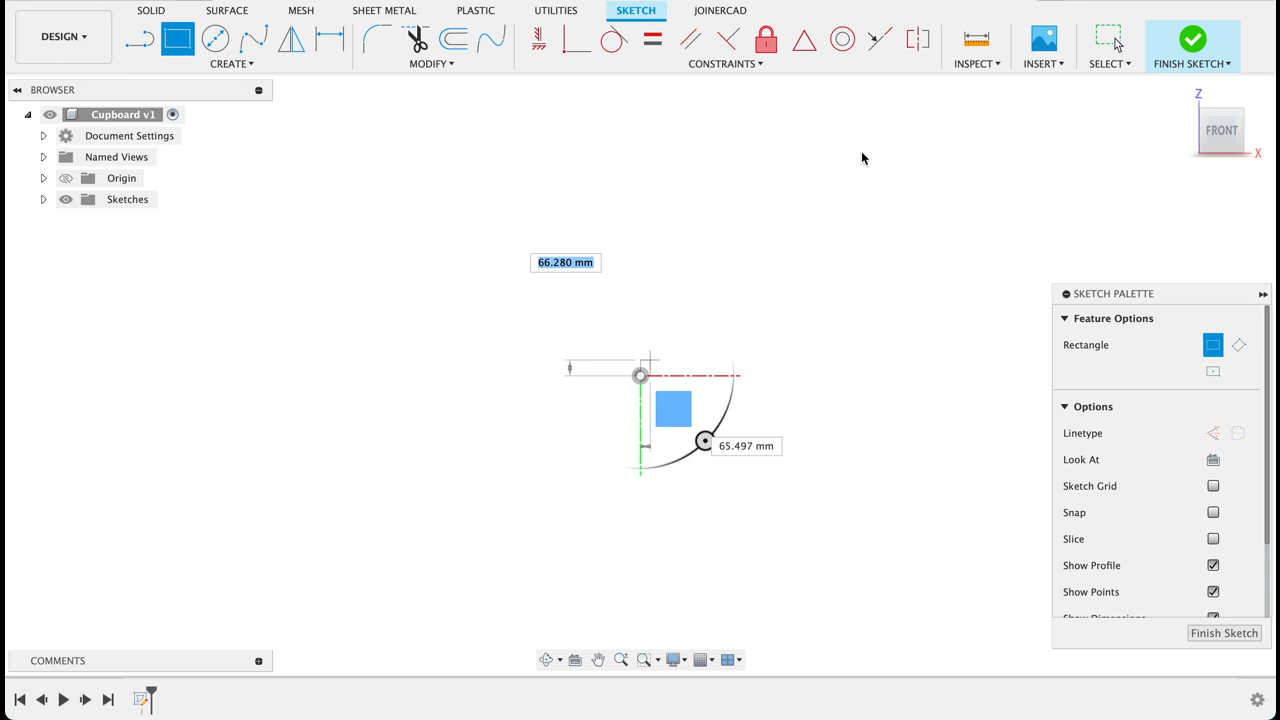 SOLID SURFACE MESH SHEET METAL PLASTIC UTILITIES SKETCH JOINERCAD
DESIGN
CREATE MODIFY CONSTRAINTS INSPECT INSERT SELECT FINISH SKETCH
BROWSER
Cupboard v1
Document Settings
Named Views
Origin
Sketches
Z
FRONT
X
66.280 mm
65.497 mm
SKETCH PALETTE
Feature Options
Rectangle
Options
Linetype
Look At
Sketch Grid
Snap
Slice
Show Profile
Show Points
Show Dimensions
Finish Sketch
COMMENTS